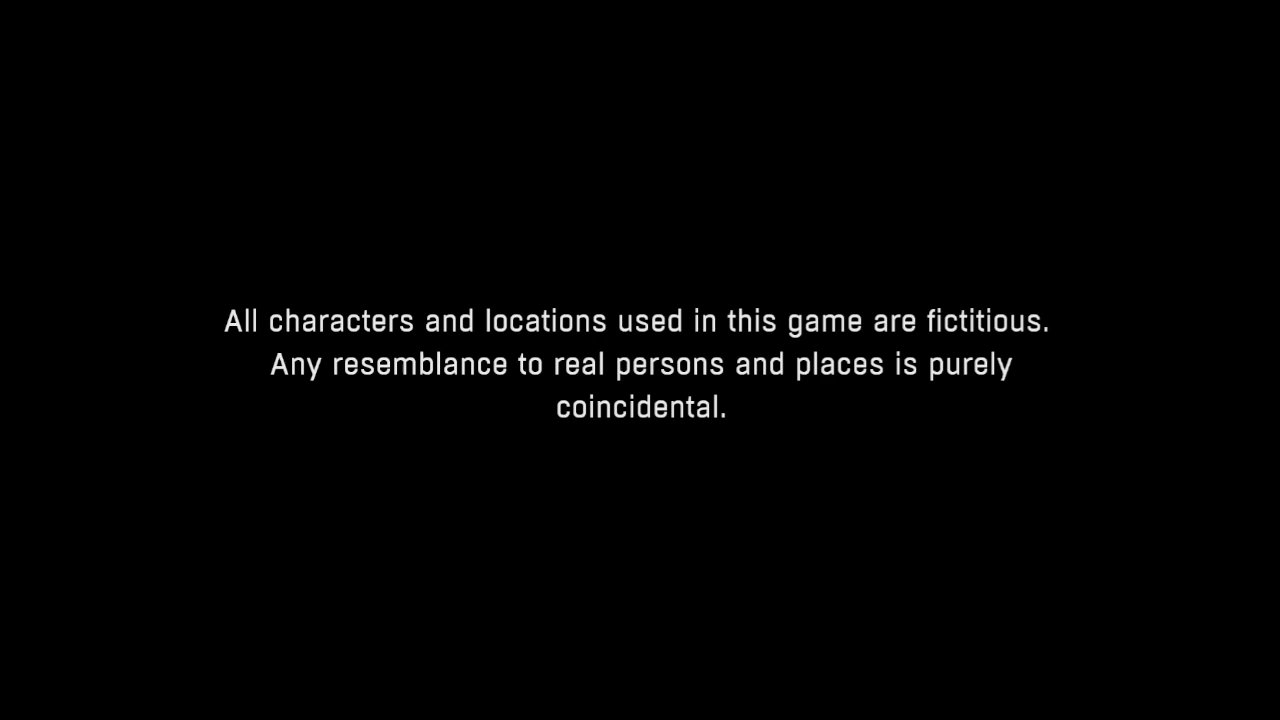 All characters and locations used in this game are fictitious.
Any resemblance to real persons and places is purely
coincidental.